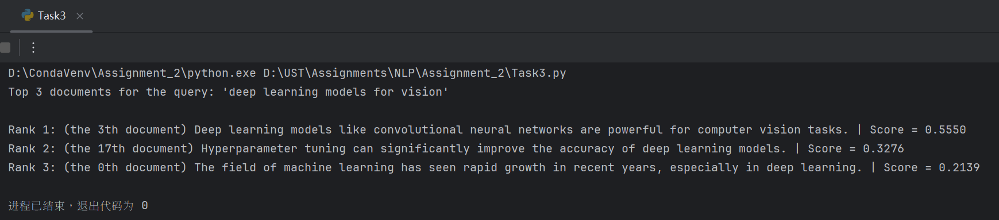 Task3
D:\CondaVenv\Assignment_2\python.exe D:\UST\Assignments\NLP\Assignment_2\Task3.py
Top 3 documents for the query: 'deep learning models for vision'
Rank 1: (the 3th document) Deep learning models like convolutional neural networks are powerful for computer vision tasks. | Score = 0.5550
Rank 2: (the 17th document) Hyperparameter tuning can significantly improve the accuracy of deep learning models. | Score = 0.3276
Rank 3: (the 0th document) The field of machine learning has seen rapid growth in recent years, especially in deep learning. | Score = 0.2139
进程已结束，退出代码为 0